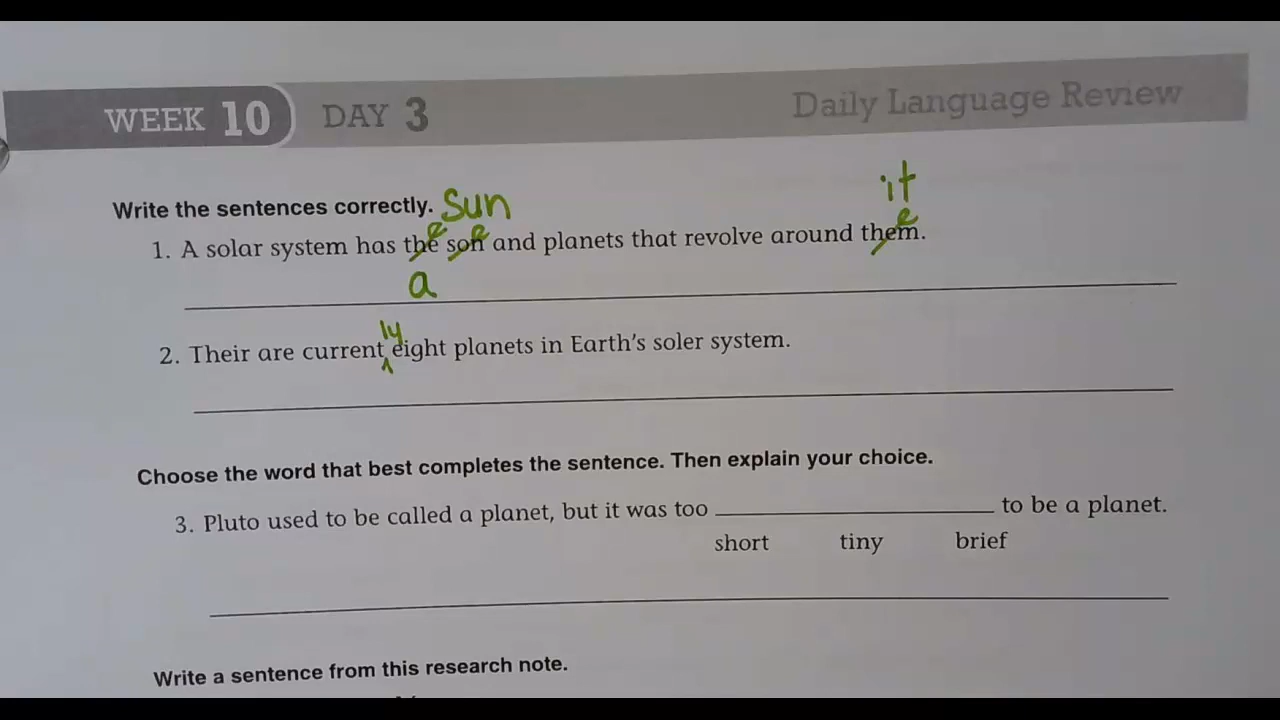 WEEK 10 DAY 3 Daily Language Review
it
Write the sentences correctly. Sun
1. A solar system has the son and planets that revolve around them.
a
ly
2. Their are current eight planets in Earth's soler system.
Choose the word that best completes the sentence. Then explain your choice.
3. Pluto used to be called a planet, but it was too ______ to be a planet.
short tiny brief
Write a sentence from this research note.